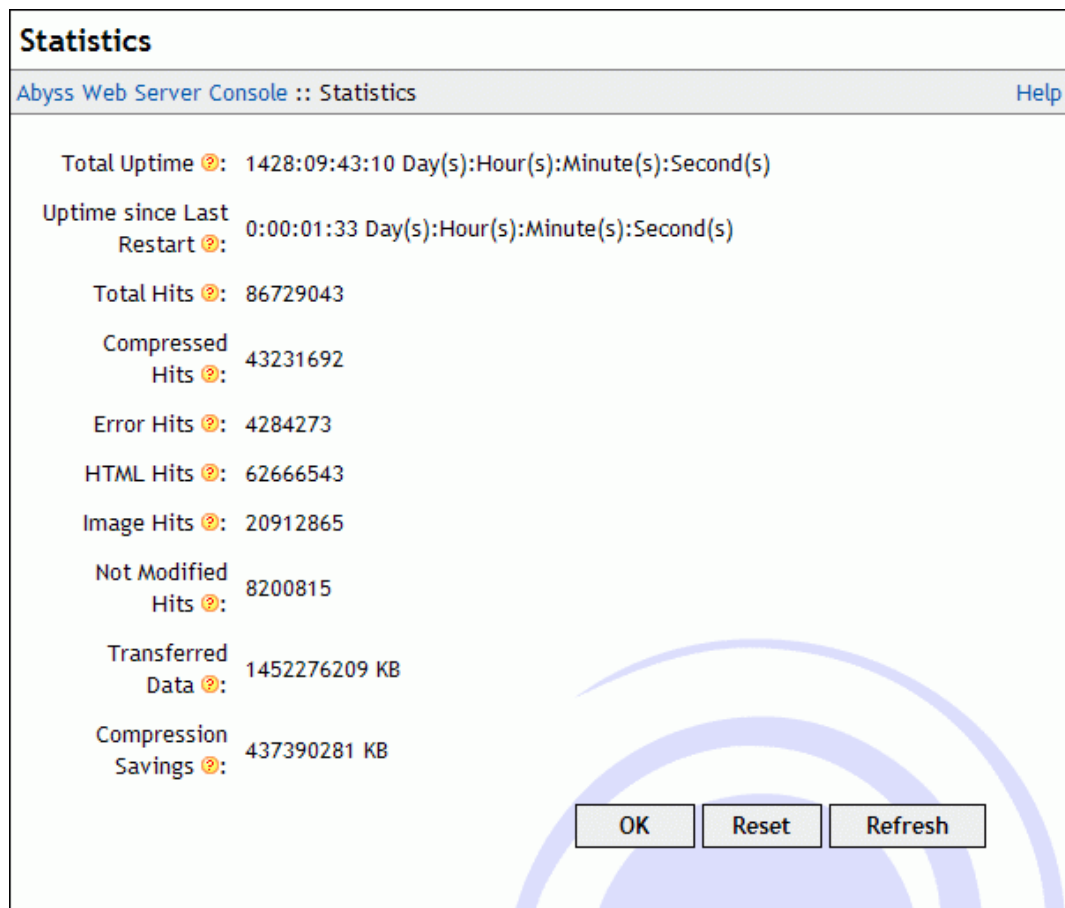 Statistics
Abyss Web Server Console :: Statistics Help
Total Uptime ?: 1428:09:43:10 Day(s):Hour(s):Minute(s):Second(s)
Uptime since Last
Restart ?: 0:00:01:33 Day(s):Hour(s):Minute(s):Second(s)
Total Hits ?: 86729043
Compressed
Hits ?: 43231692
Error Hits ?: 4284273
HTML Hits ?: 62666543
Image Hits ?: 20912865
Not Modified
Hits ?: 8200815
Transferred
Data ?: 1452276209 KB
Compression
Savings ?: 437390281 KB
OK Reset Refresh